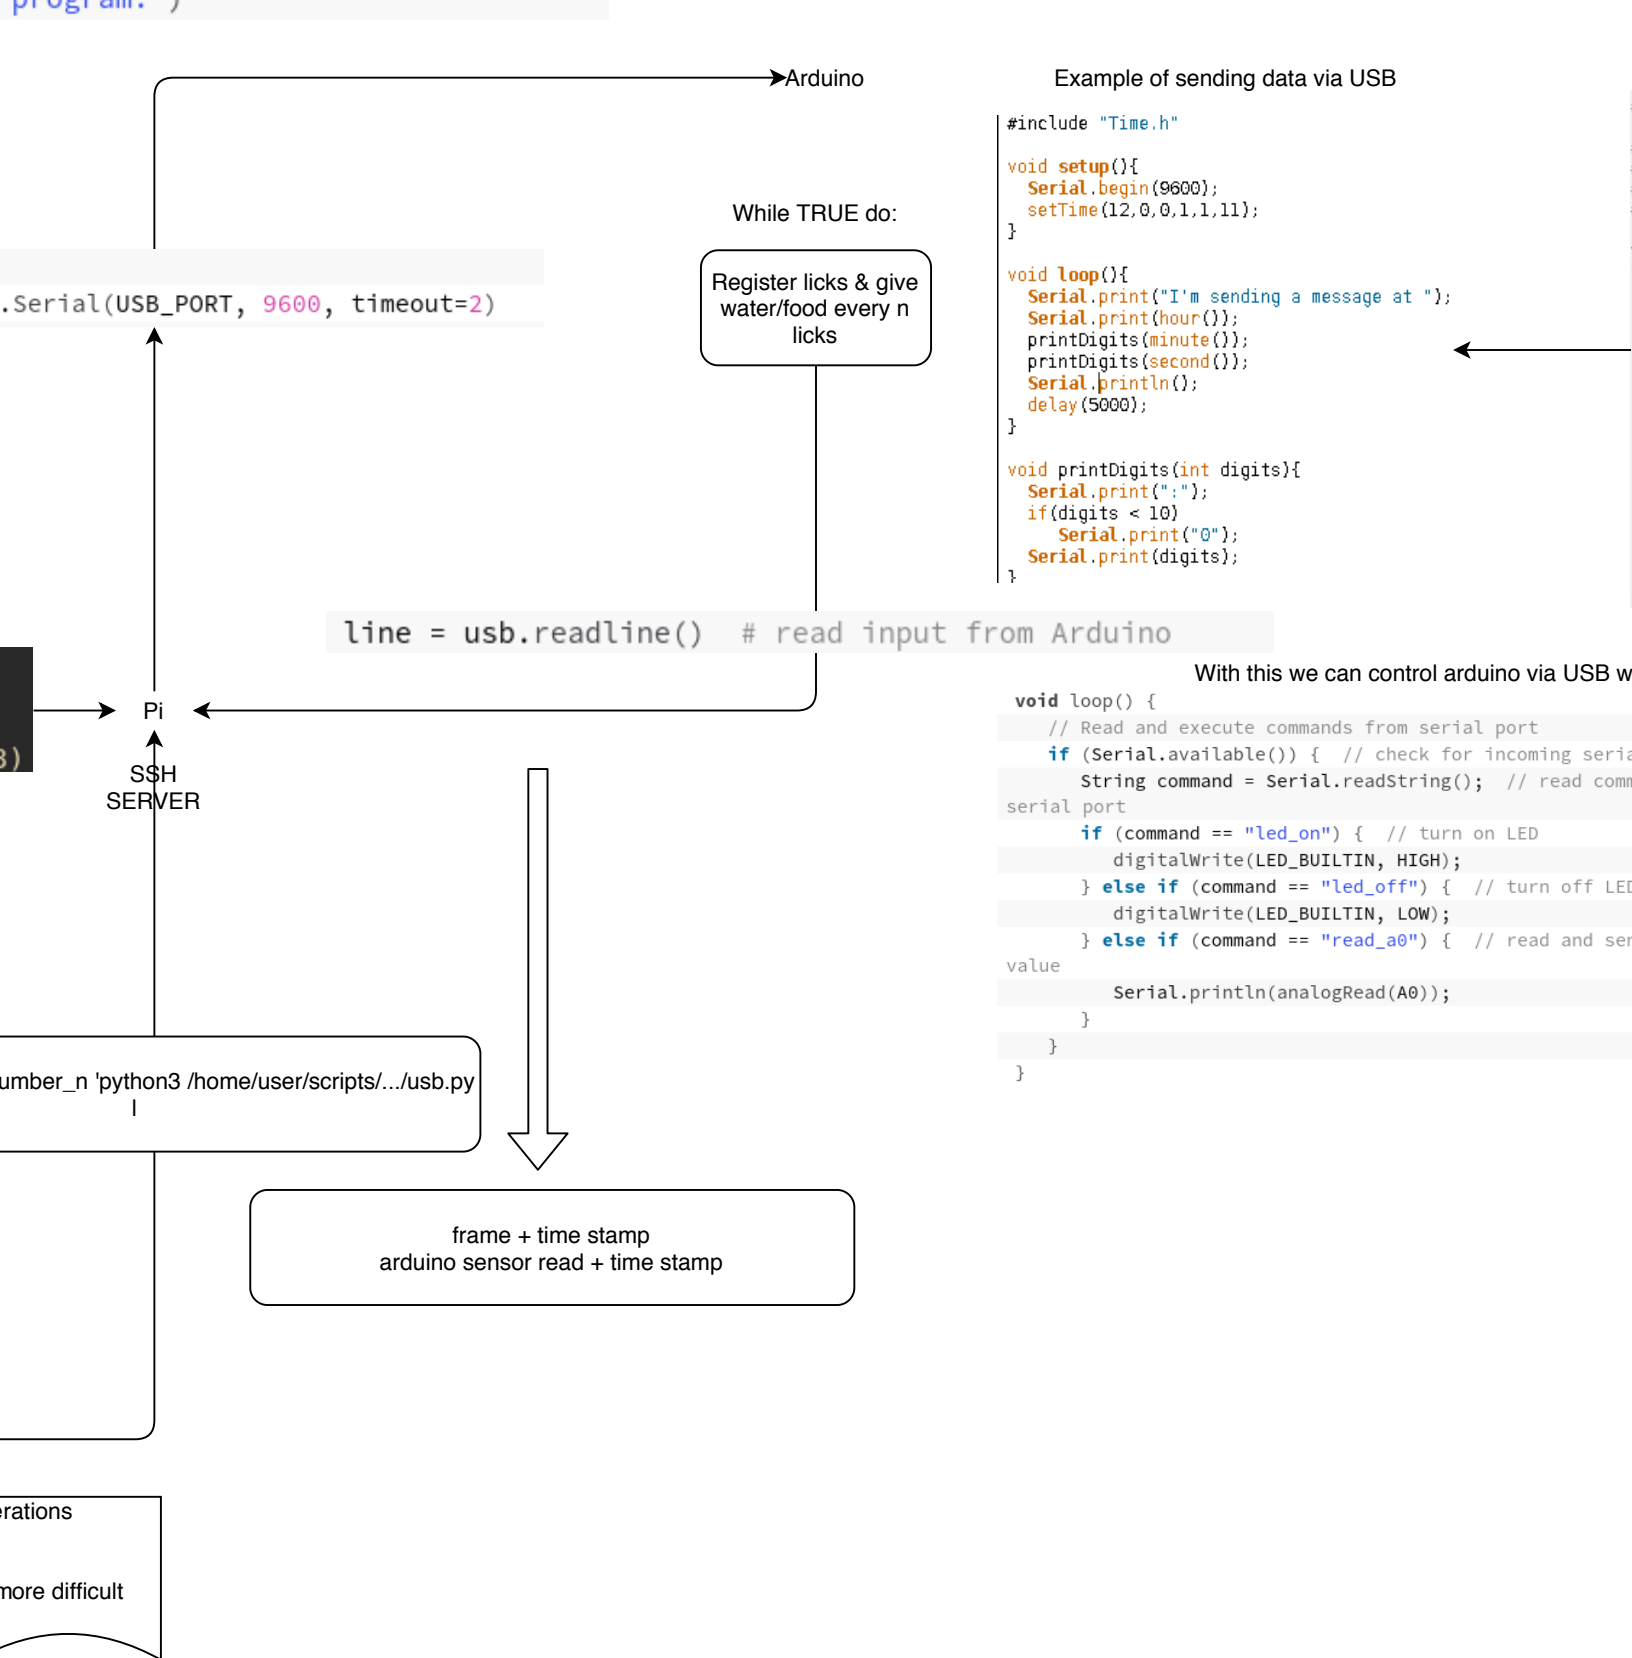 program.")
Arduino
Example of sending data via USB
#include "Time.h"
void setup(){
Serial.begin(9600);
setTime(12,0,0,1,1,11);
}
void loop(){
Serial.print("I'm sending a message at ");
Serial.print(hour());
printDigits(minute());
printDigits(second());
Serial.println();
delay(5000);
}
void printDigits(int digits){
Serial.print(":");
if(digits < 10)
Serial.print("0");
Serial.print(digits);
}
While TRUE do:
Register licks & give
water/food every n
licks
.Serial(USB_PORT, 9600, timeout=2)
line = usb.readline()  # read input from Arduino
Pi
3)
SSH
SERVER
With this we can control arduino via USB w
void loop() {
// Read and execute commands from serial port
if (Serial.available()) {  // check for incoming seria
String command = Serial.readString();  // read comm
serial port
if (command == "led_on") {  // turn on LED
digitalWrite(LED_BUILTIN, HIGH);
} else if (command == "led_off") {  // turn off LED
digitalWrite(LED_BUILTIN, LOW);
} else if (command == "read_a0") {  // read and sen
value
Serial.println(analogRead(A0));
}
}
}
umber_n 'python3 /home/user/scripts/.../usb.py
l
frame + time stamp
arduino sensor read + time stamp
erations
more difficult